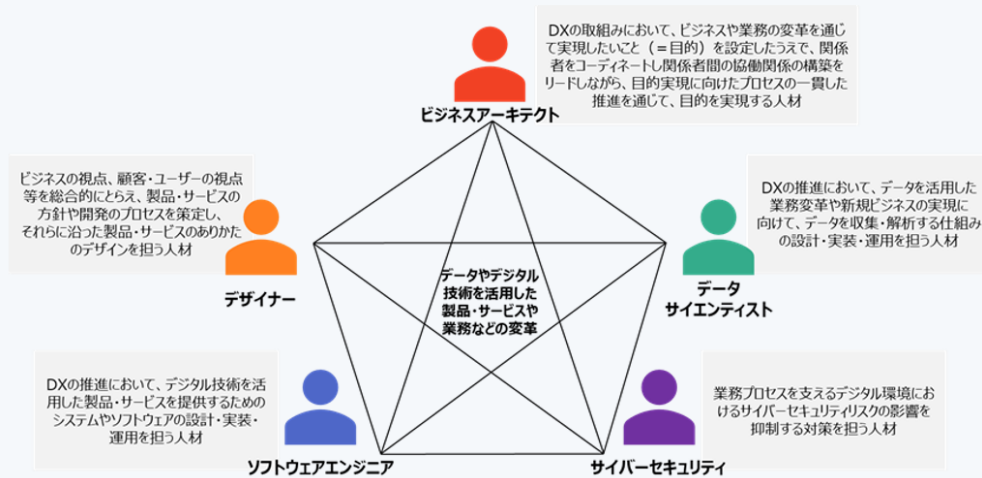 DXの取組みにおいて、ビジネスや業務の変革を通じ
て実現したいこと（＝目的）を設定したうえで、関係
者をコーディネートし関係者間の協働関係の構築を
リードしながら、目的実現に向けたプロセスの一貫した
推進を通じて、目的を実現する人材
ビジネスアーキテクト
ビジネスの視点、顧客・ユーザーの視点
等を総合的にとらえ、製品・サービスの
方針や開発のプロセスを策定し、
それらに沿った製品・サービスのありかた
のデザインを担う人材
デザイナー
DXの推進において、データを活用した
業務変革や新規ビジネスの実現に
向けて、データを収集・解析する仕組み
の設計・実装・運用を担う人材
データ
サイエンティスト
データやデジタル
技術を活用した
製品・サービスや
業務などの変革
DXの推進において、デジタル技術を活
用した製品・サービスを提供するための
システムやソフトウェアの設計・実装・
運用を担う人材
ソフトウェアエンジニア
業務プロセスを支えるデジタル環境にお
けるサイバーセキュリティリスクの影響を
抑制する対策を担う人材
サイバーセキュリティ